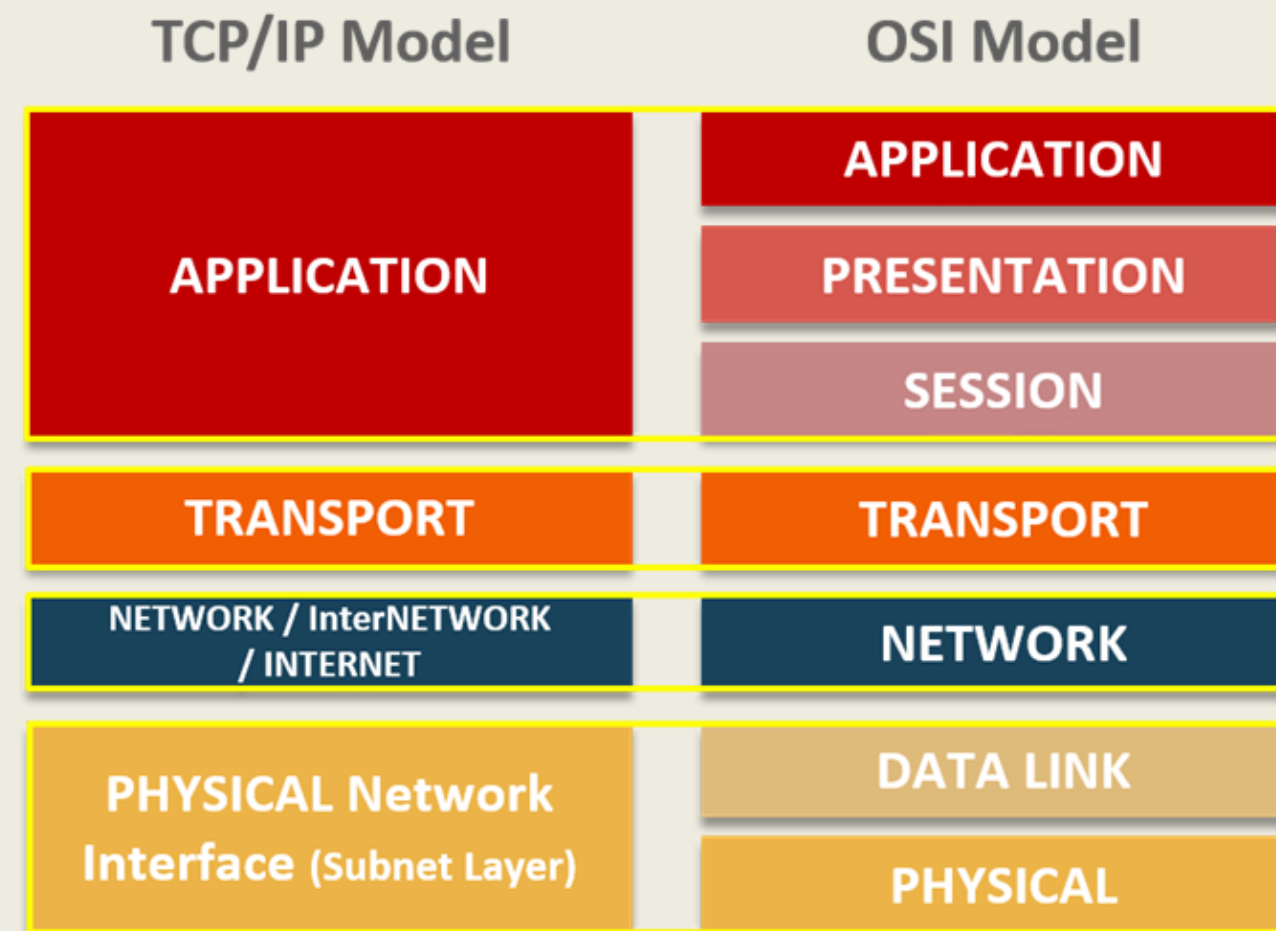 TCP/IP Model
OSI Model
APPLICATION
APPLICATION
PRESENTATION
SESSION
TRANSPORT
TRANSPORT
NETWORK / InterNETWORK
/ INTERNET
NETWORK
PHYSICAL Network
Interface (Subnet Layer)
DATA LINK
PHYSICAL